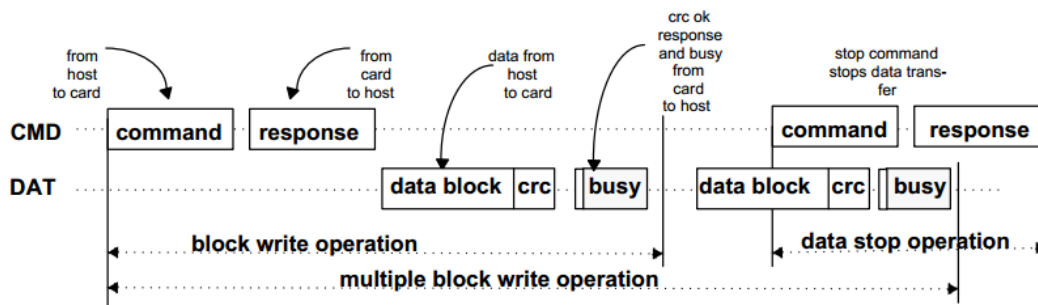 from
host
to card
from
card
to host
data from
host
to card
crc ok
response
and busy
from
card
to host
stop command
stops data trans-
fer
CMD
command
response
command
response
DAT
data block
crc
busy
data block
crc
busy
block write operation
data stop operation
multiple block write operation